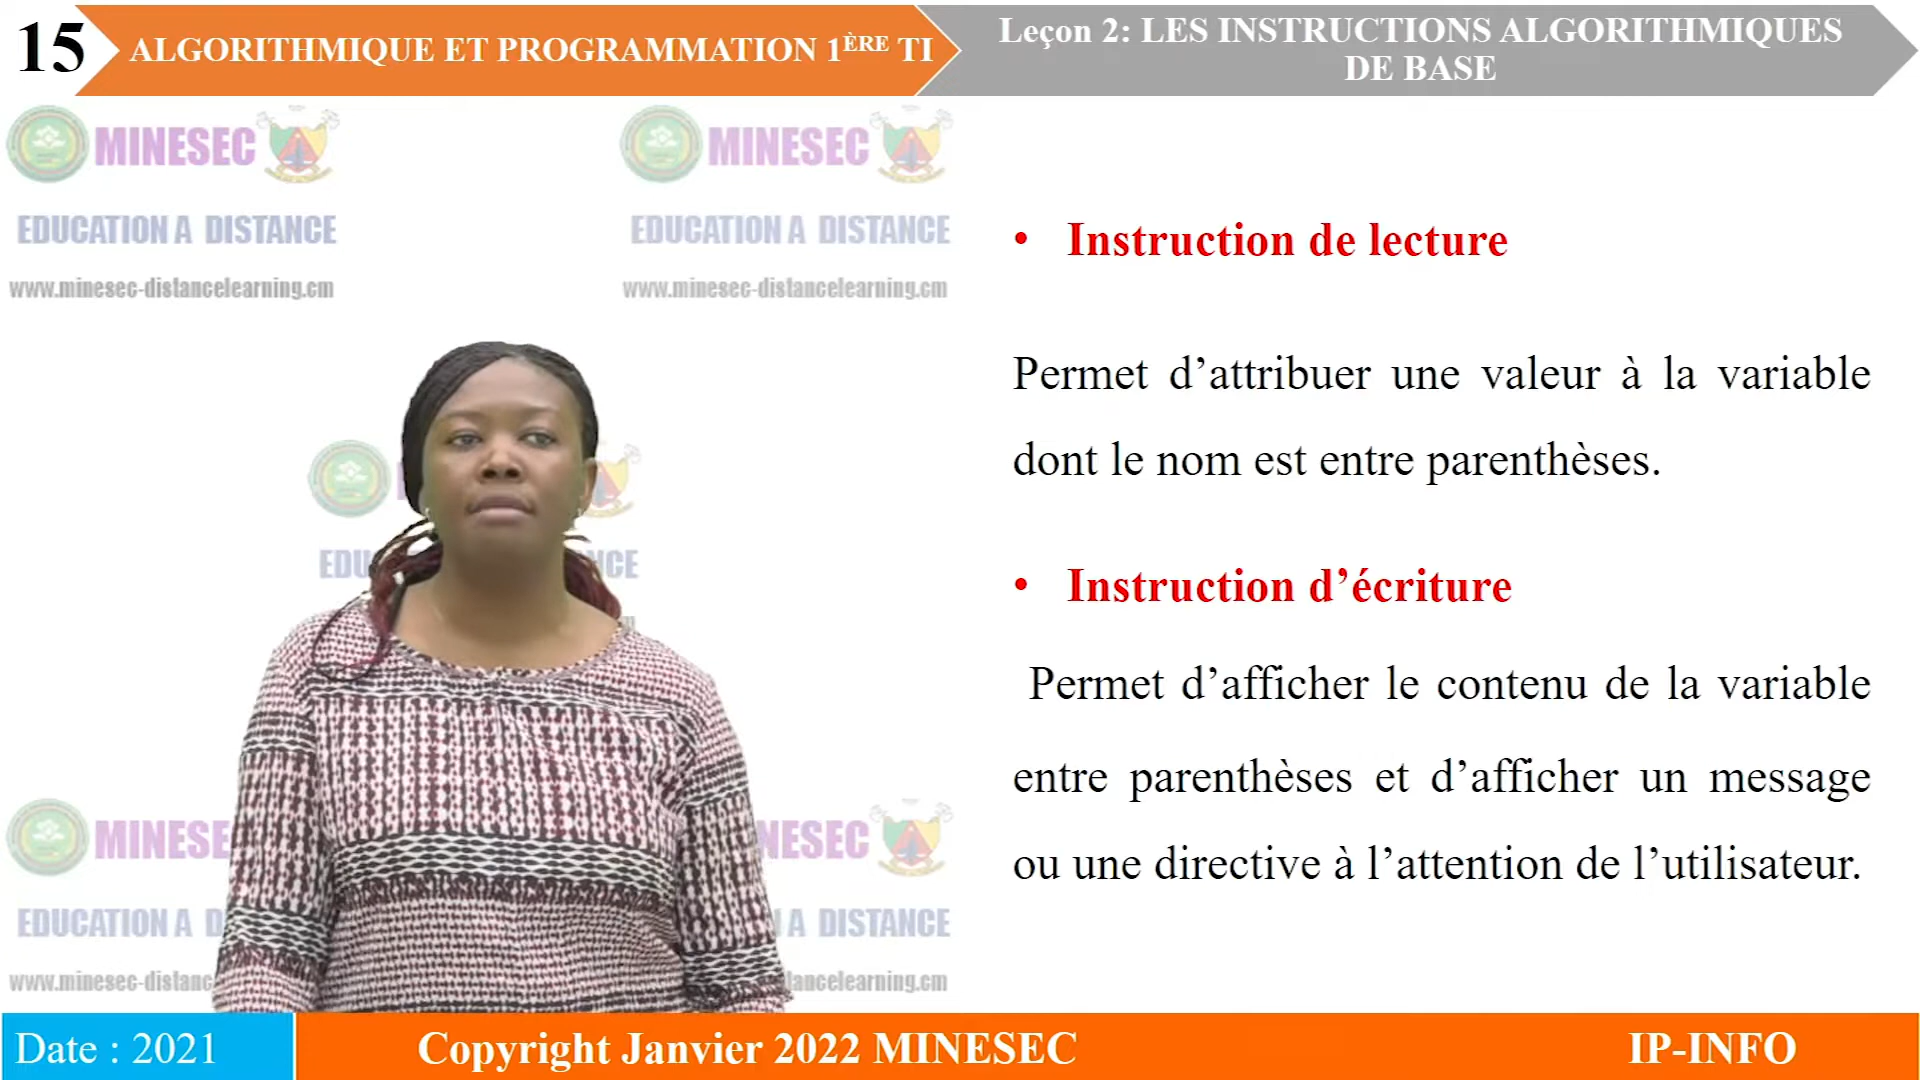 15
ALGORITHMIQUE ET PROGRAMMATION 1ÈRE TI
Leçon 2: LES INSTRUCTIONS ALGORITHMIQUES
DE BASE
MINESEC
EDUCATION A DISTANCE
www.minesec-distancelearning.cm
MINESEC
EDUCATION A DISTANCE
www.minesec-distancelearning.cm
• Instruction de lecture
Permet d’attribuer une valeur à la variable
dont le nom est entre parenthèses.
• Instruction d’écriture
Permet d’afficher le contenu de la variable
entre parenthèses et d’afficher un message
ou une directive à l’attention de l’utilisateur.
Date : 2021
Copyright Janvier 2022 MINESEC
IP-INFO